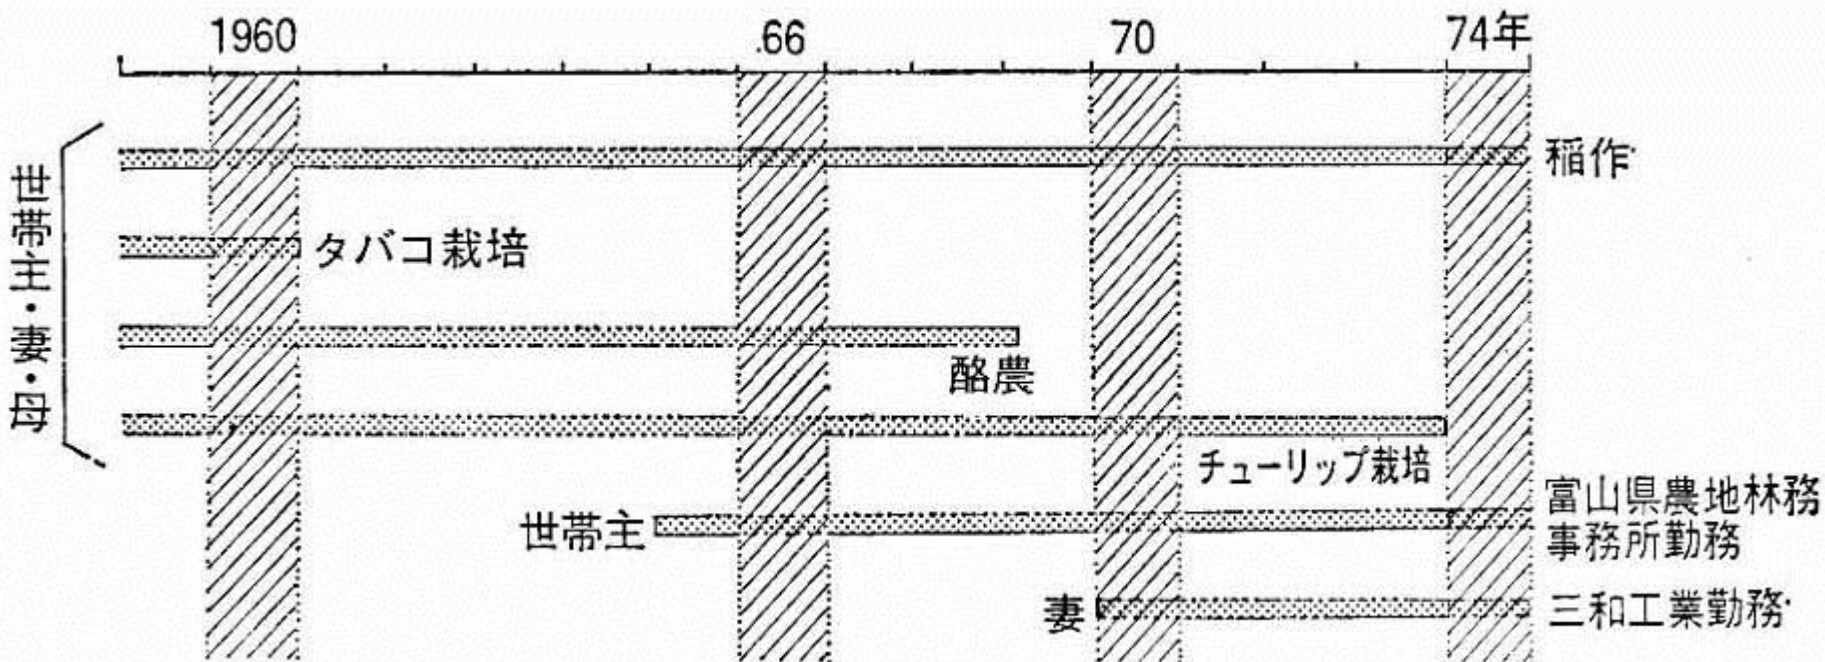 1960 .66 70 74年
世帯主・妻・母
稲作
タバコ栽培
酪農
チューリップ栽培
世帯主
富山県農地林務
事務所勤務
妻
三和工業勤務